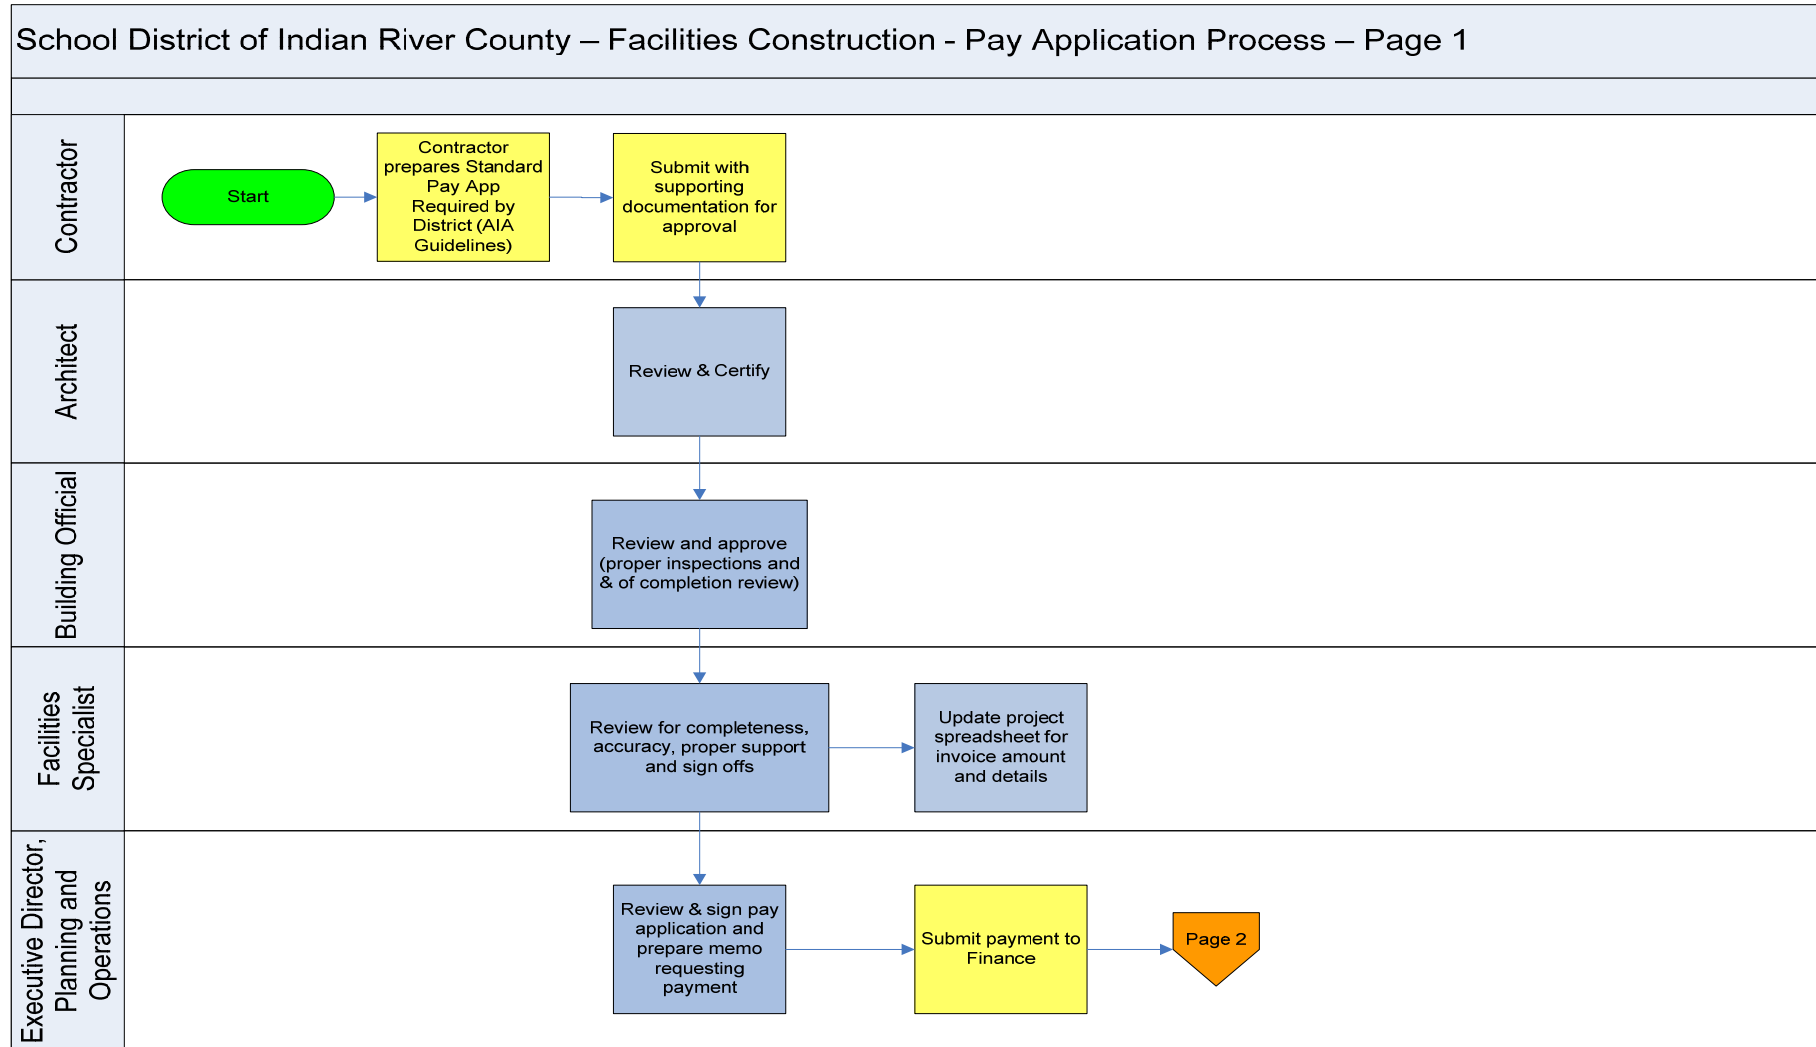 School District of Indian River County – Facilities Construction - Pay Application Process – Page 1
Contractor
Start
Contractor
prepares Standard
Pay App
Required by
District (AIA
Guidelines)
Submit with
supporting
documentation for
approval
Architect
Review & Certify
Building Official
Review and approve
(proper inspections and
& of completion review)
Facilities
Specialist
Review for completeness,
accuracy, proper support
and sign offs
Update project
spreadsheet for
invoice amount
and details
Executive Director,
Planning and
Operations
Review & sign pay
application and
prepare memo
requesting
payment
Submit payment to
Finance
Page 2